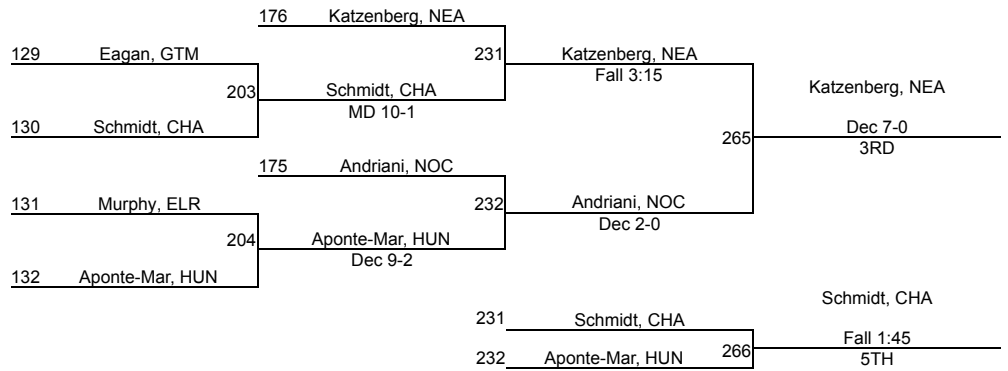 176 Katzenberg, NEA
129 Eagan, GTM
231 Katzenberg, NEA
Fall 3:15
203 Schmidt, CHA
MD 10-1
Katzenberg, NEA
130 Schmidt, CHA
265 Dec 7-0
3RD
175 Andriani, NOC
131 Murphy, ELR
232 Andriani, NOC
Dec 2-0
204 Aponte-Mar, HUN
Dec 9-2
132 Aponte-Mar, HUN
Schmidt, CHA
231 Schmidt, CHA
Fall 1:45
232 Aponte-Mar, HUN 266
5TH